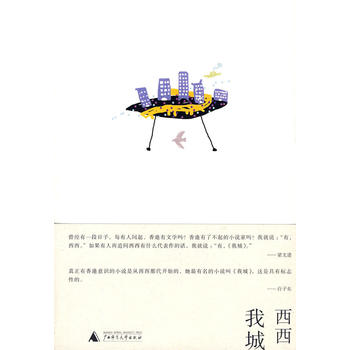 曾经有一段日子，每有人问起，香港有文学吗？香港有了不起的小说家吗？我就说：“有，
西西。”如果有人再追问西西有什么代表作的话，我就说：“有，《我城》。”
——梁文道
真正有香港意识的小说是从西西那代开始的，她最有名的小说叫《我城》，这是具有标志
性的。
——许子东
西西
我城
广西师范大学出版社